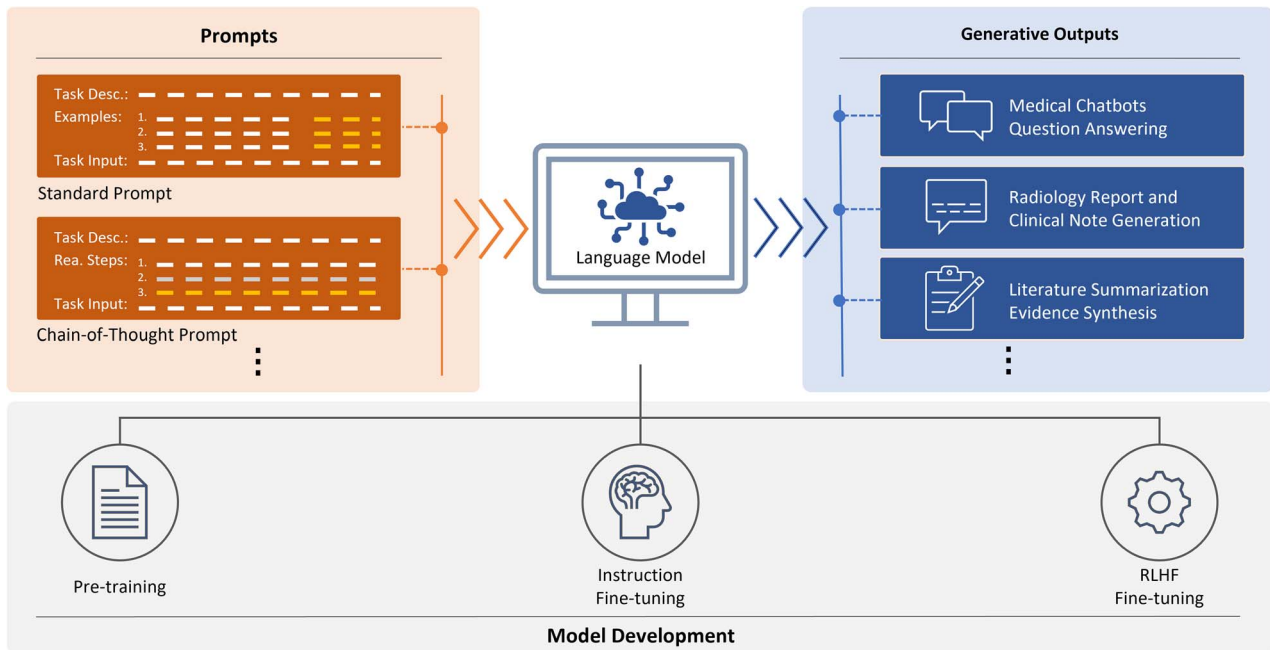 Prompts
Task Desc.:
Examples:
1.
2.
3.
Task Input:
Standard Prompt
Task Desc.:
Rea. Steps:
1.
2.
3.
Task Input:
Chain-of-Thought Prompt
Language Model
Generative Outputs
Medical Chatbots
Question Answering
Radiology Report and
Clinical Note Generation
Literature Summarization
Evidence Synthesis
Pre-training
Instruction
Fine-tuning
RLHF
Fine-tuning
Model Development